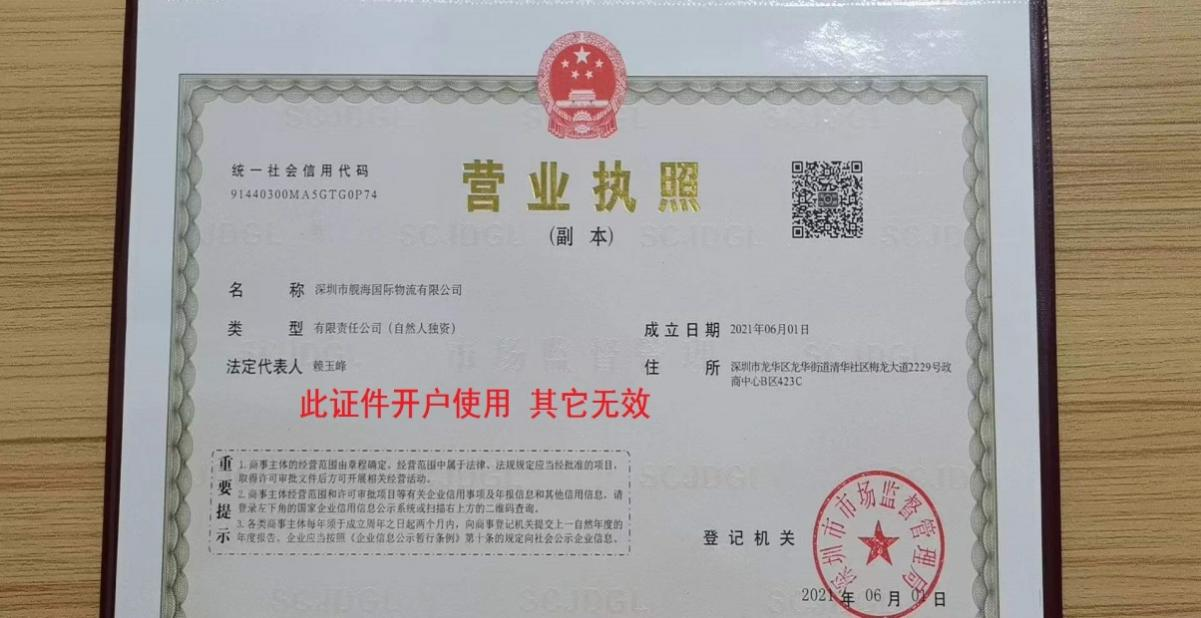 统一社会信用代码
91440300MA5GTG0P74
营业执照
(副 本)
名 称 深圳市舰海国际物流有限公司
类 型 有限责任公司（自然人独资）
成立日期 2021年06月01日
法定代表人 赖玉峰
住 所 深圳市龙华区龙华街道清华社区梅龙大道2229号政
商中心B区423C
此证件开户使用 其它无效
重要提示
1. 商事主体的经营范围由章程确定。经营范围中属于法律、法规规定应当经批准的项目，
取得许可审批文件后方可开展相关经营活动。
2. 商事主体经营范围和许可审批项目等有关企业信用事项及年报信息和其他信用信息，请
登录左下角的国家企业信用信息公示系统或扫描右上方的二维码查询。
3. 各类商事主体每年须于成立周年之日起两个月内，向商事登记机关提交上一自然年度的
年度报告。企业应当按照《企业信息公示暂行条例》第十条的规定向社会公示企业信息。
登记机关
深圳市市场监督管理局
2021年06月01日
SCJDGL
市场监督管理